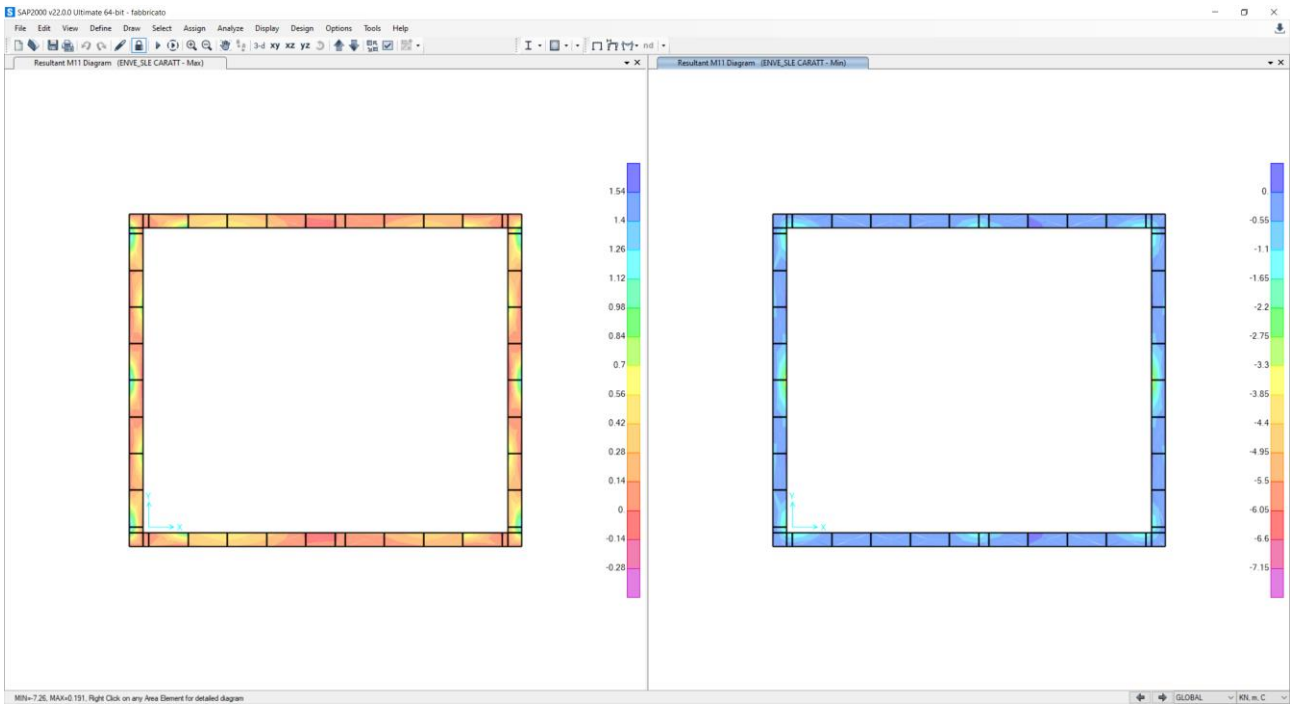 SAP2000 v22.0.0 Ultimate 64-bit - fabbricato
File Edit View Define Draw Select Assign Analyze Display Design Options Tools Help
3-d xy xz yz nd
Resultant M11 Diagram (ENVE_SLE CARATT - Max)
1.54
1.4
1.26
1.12
0.98
0.84
0.7
0.56
0.42
0.28
0.14
0.
-0.14
-0.28
Y
X
Resultant M11 Diagram (ENVE_SLE CARATT - Min)
0.
-0.55
-1.1
-1.65
-2.2
-2.75
-3.3
-3.85
-4.4
-4.95
-5.5
-6.05
-6.6
-7.15
Y
X
MIN=-7.26, MAX=0.191, Right Click on any Area Element for detailed diagram
GLOBAL
KN, m, C